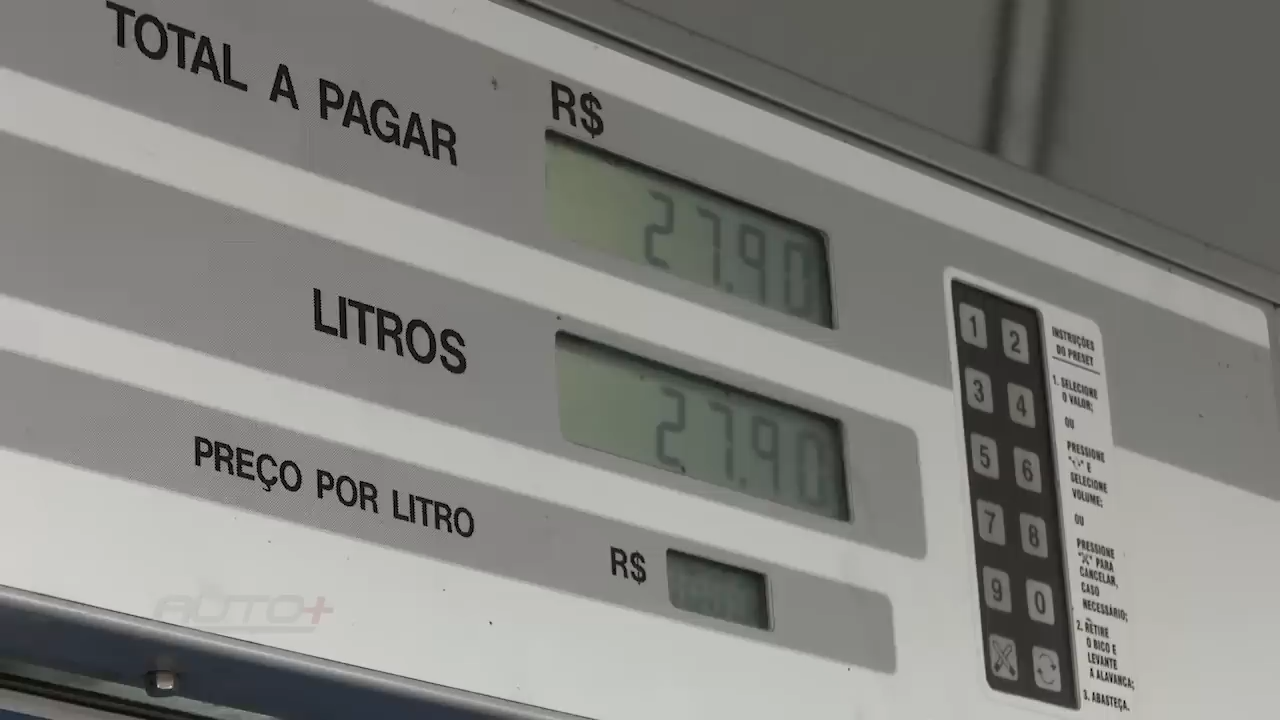 TOTAL A PAGAR
R$
27.90
LITROS
27.90
PREÇO POR LITRO
R$
1 2
3 4
5 6
7 8
9 0
INSTRUÇÕES
DO PRESET
1. SELECIONE
O VALOR;
OU
PRESSIONE
E
SELECIONE
VOLUME;
OU
PRESSIONE
"X" PARA
CANCELAR,
CASO
NECESSÁRIO;
2. RETIRE
O BICO E
LEVANTE
A ALAVANCA;
3. ABASTEÇA.
AUTO+